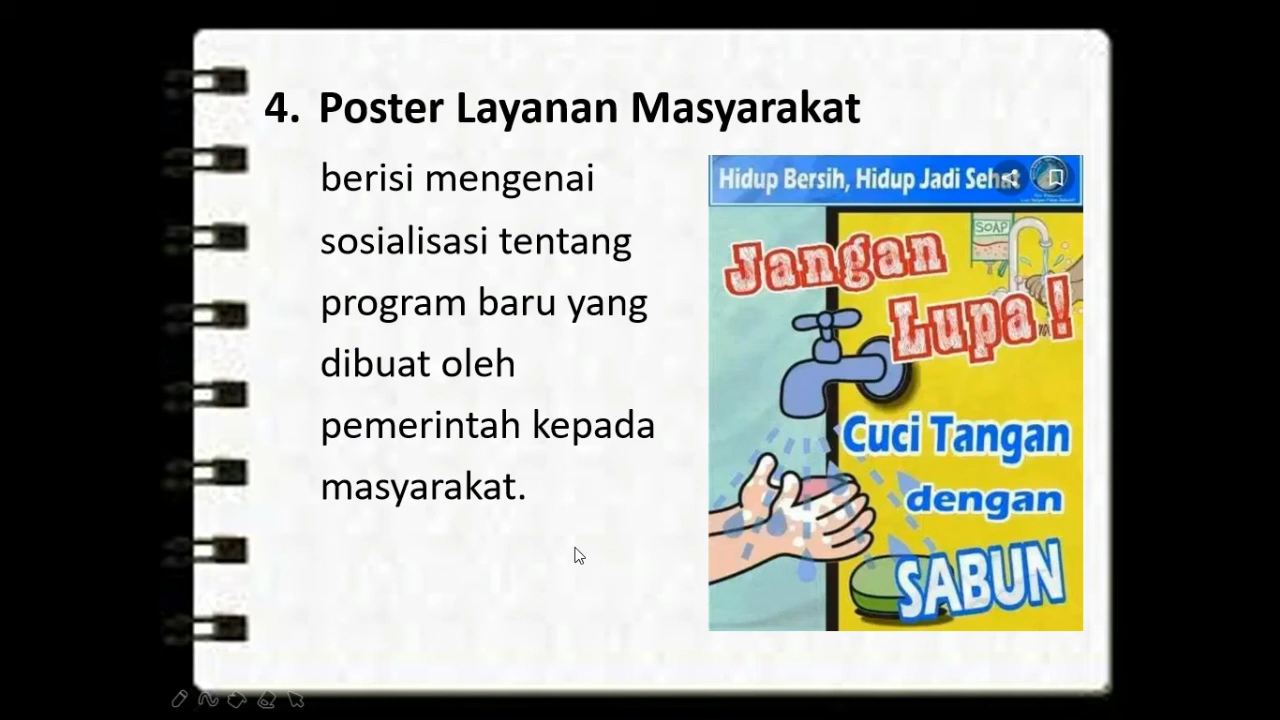 4. Poster Layanan Masyarakat
berisi mengenai
sosialisasi tentang
program baru yang
dibuat oleh
pemerintah kepada
masyarakat.
Hidup Bersih, Hidup Jadi Sehat
SOAP
Jangan
Lupa !
Cuci Tangan
dengan
SABUN